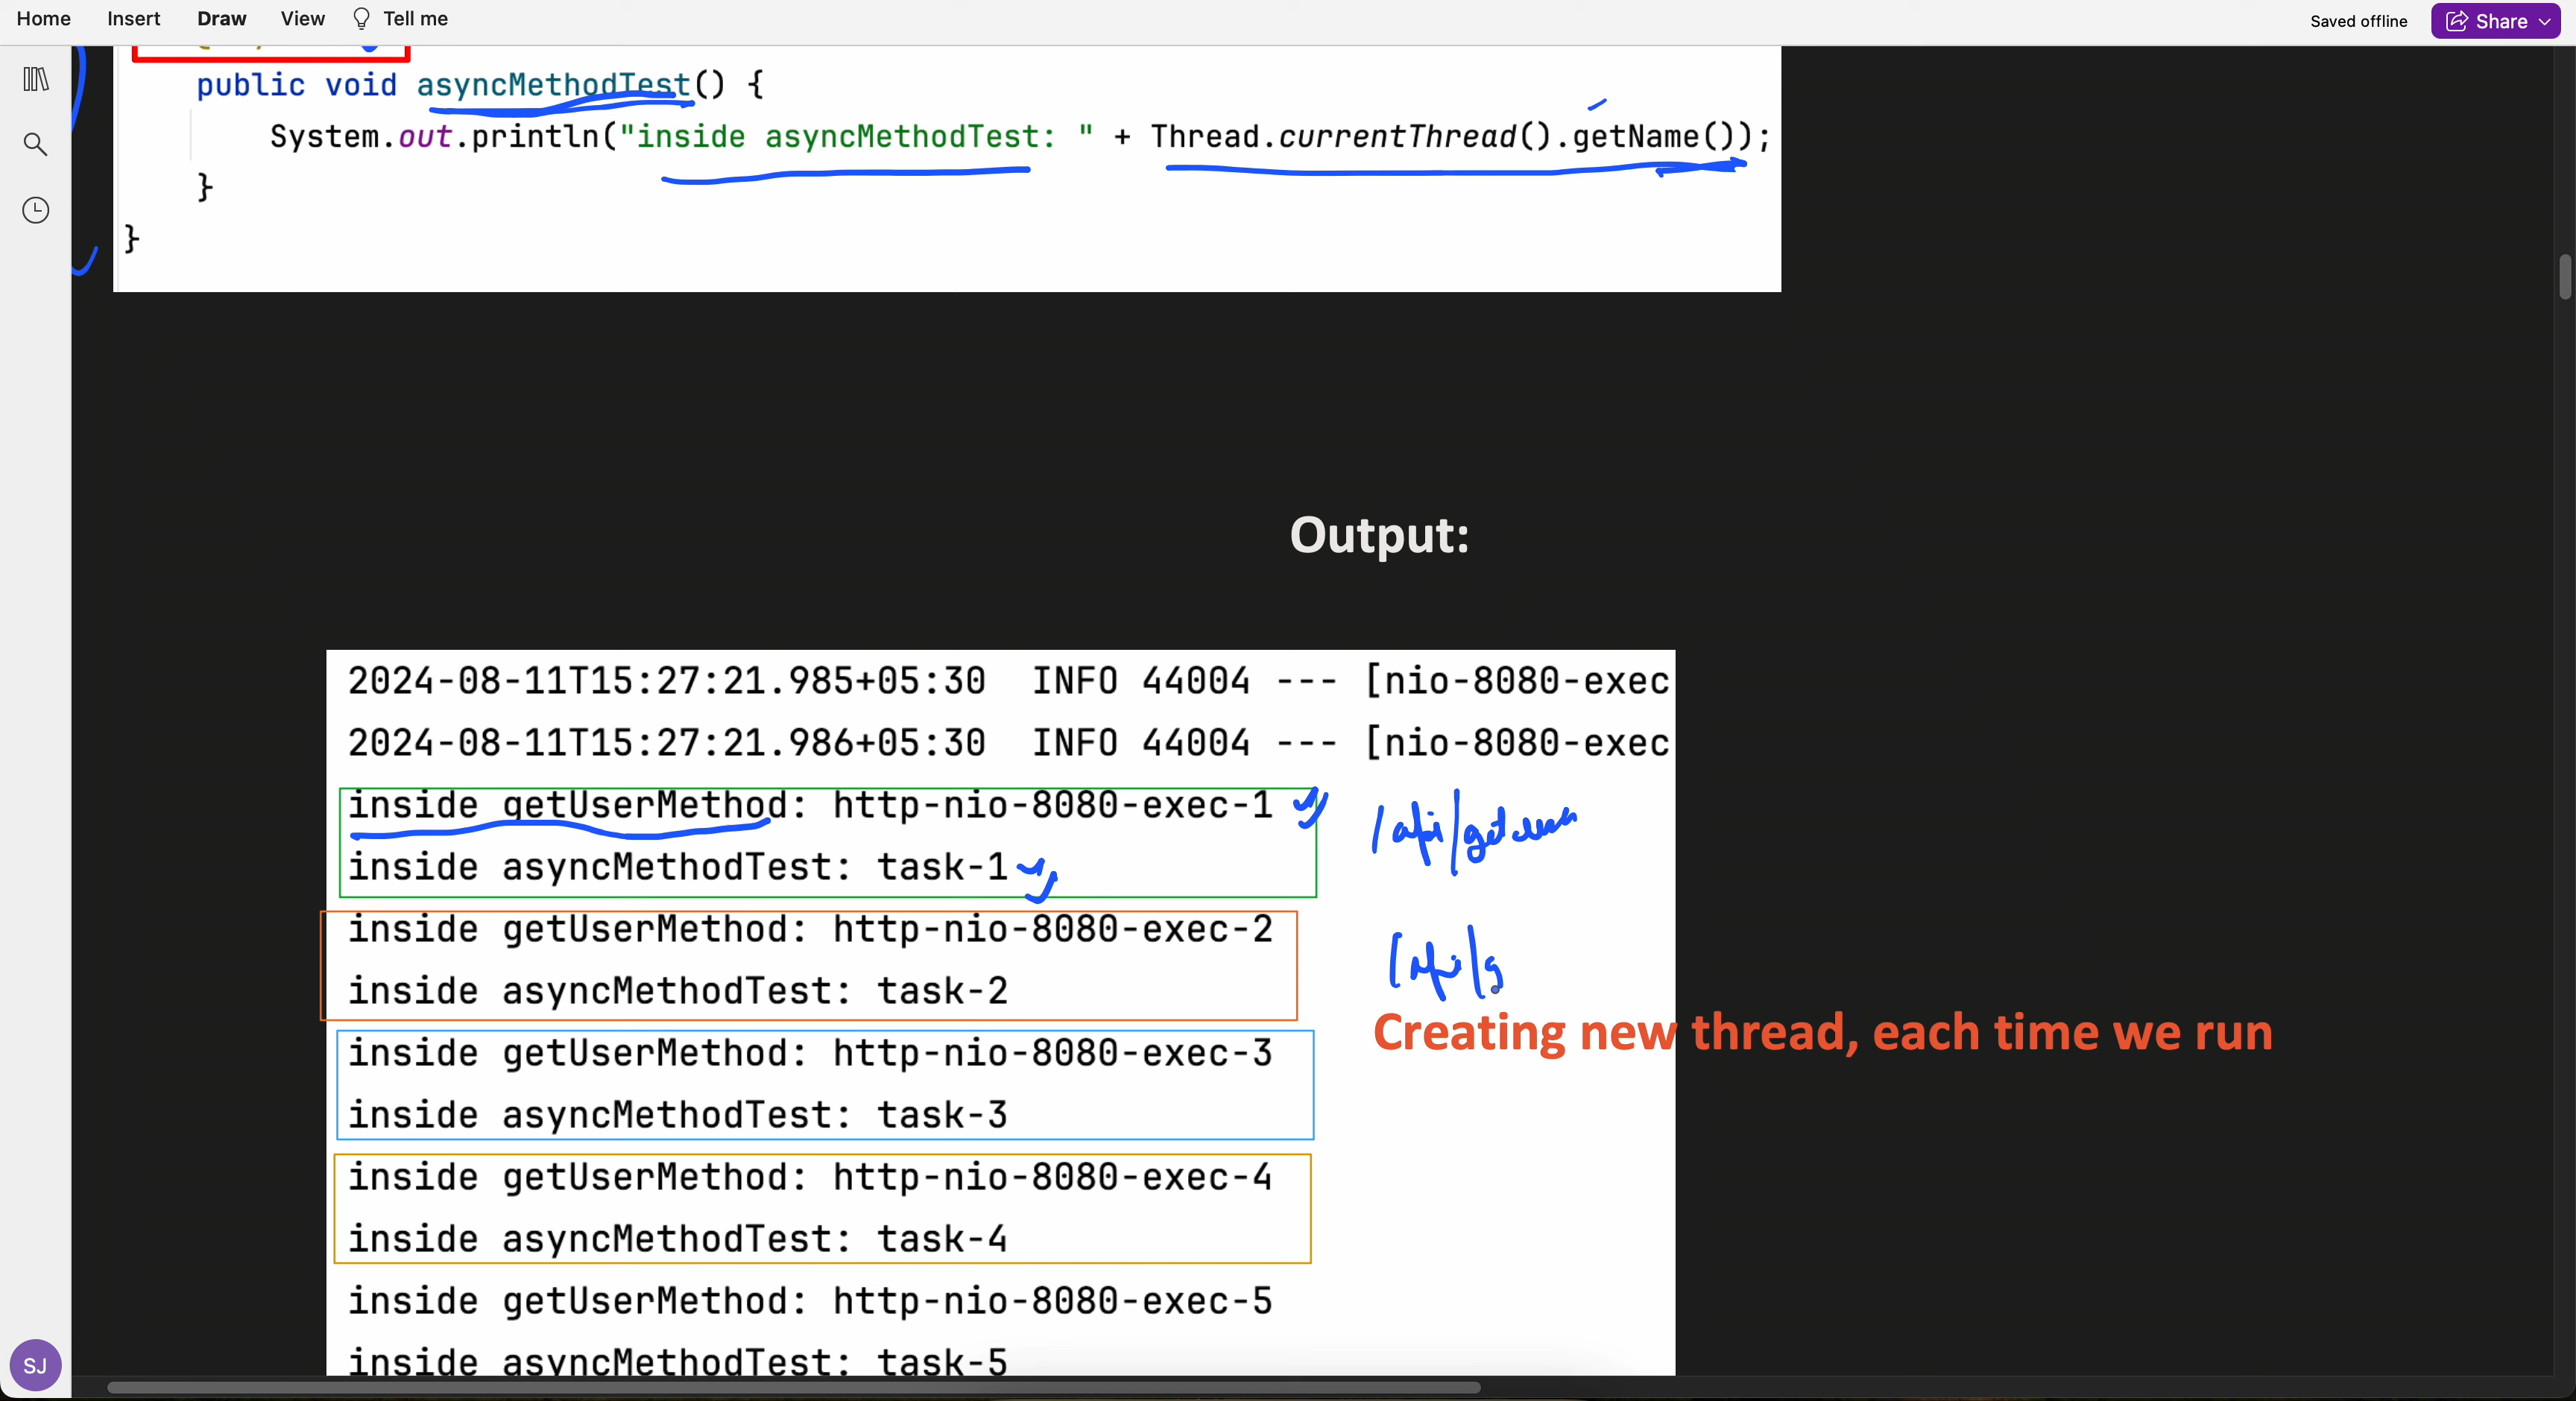 Home Insert Draw View Tell me Saved offline Share
public void asyncMethodTest() {
System.out.println("inside asyncMethodTest: " + Thread.currentThread().getName());
}
}
Output:
2024-08-11T15:27:21.985+05:30 INFO 44004 --- [nio-8080-exec
2024-08-11T15:27:21.986+05:30 INFO 44004 --- [nio-8080-exec
inside getUserMethod: http-nio-8080-exec-1
/api/getuser
inside asyncMethodTest: task-1
inside getUserMethod: http-nio-8080-exec-2
/api/g
inside asyncMethodTest: task-2
Creating new thread, each time we run
inside getUserMethod: http-nio-8080-exec-3
inside asyncMethodTest: task-3
inside getUserMethod: http-nio-8080-exec-4
inside asyncMethodTest: task-4
inside getUserMethod: http-nio-8080-exec-5
inside asyncMethodTest: task-5
SJ